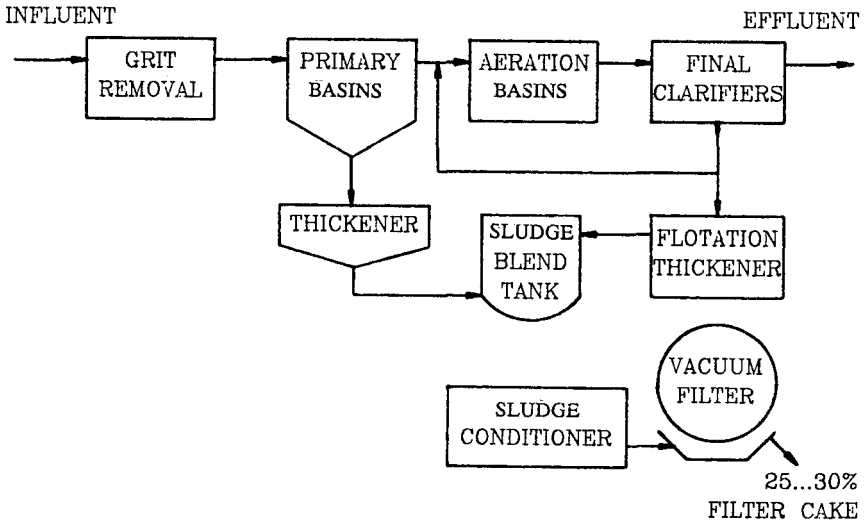 INFLUENT
EFFLUENT
GRIT
REMOVAL
PRIMARY
BASINS
AERATION
BASINS
FINAL
CLARIFIERS
THICKENER
SLUDGE
BLEND
TANK
FLOTATION
THICKENER
VACUUM
FILTER
SLUDGE
CONDITIONER
25...30%
FILTER CAKE